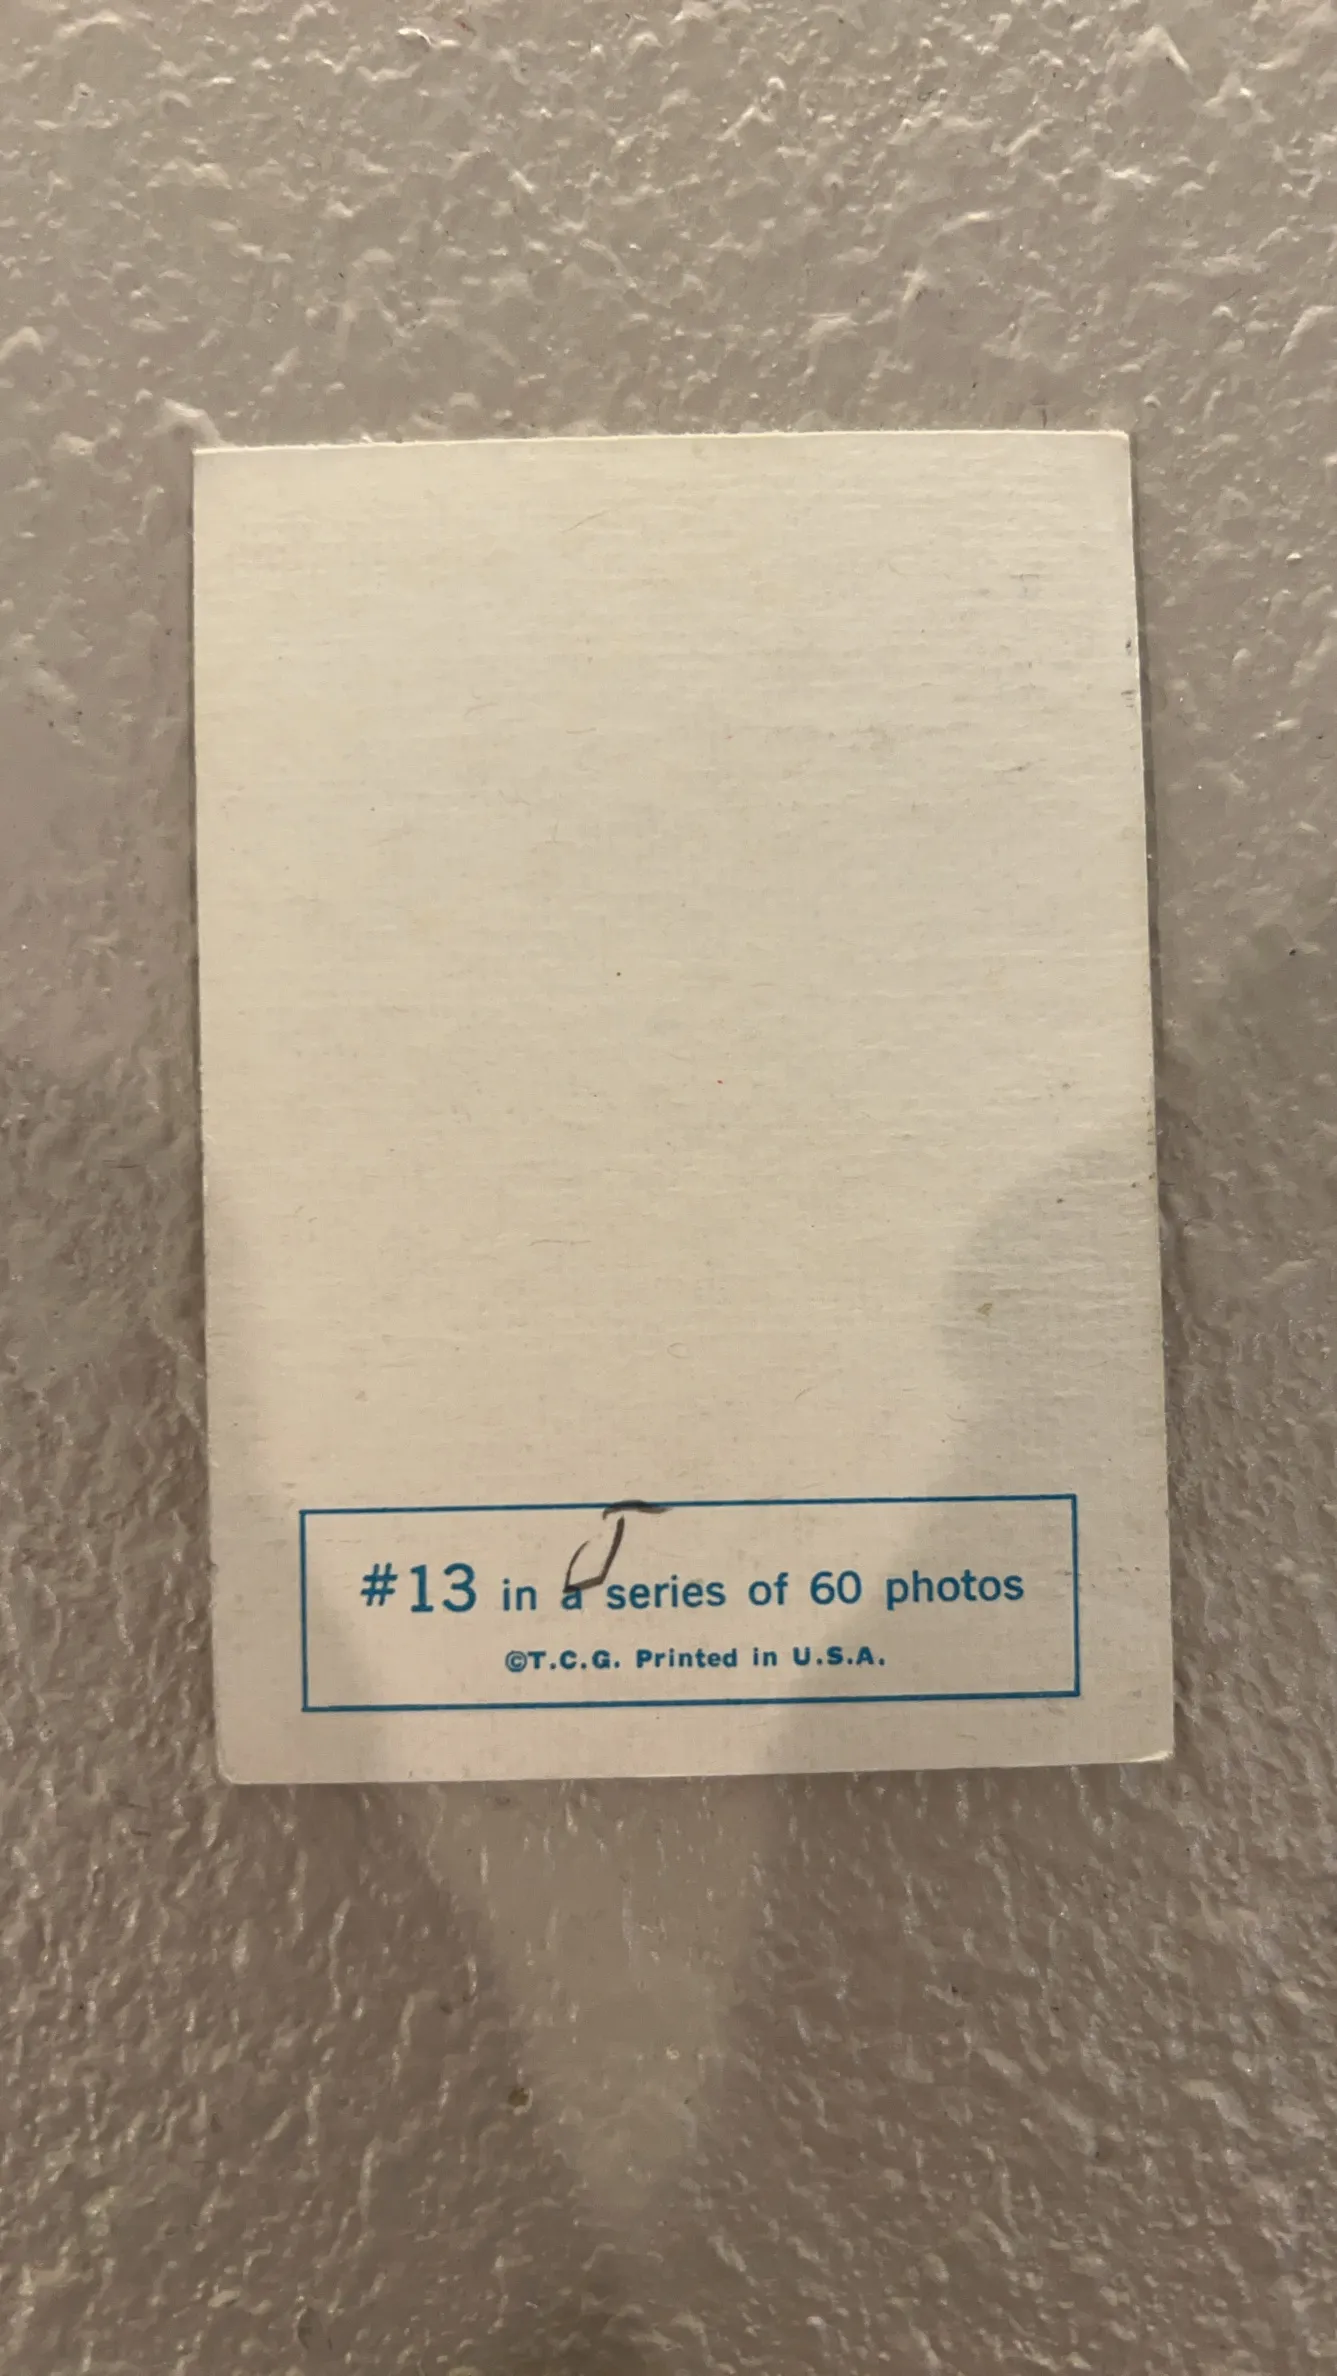 #13 in a series of 60 photos
©T.C.G. Printed in U.S.A.